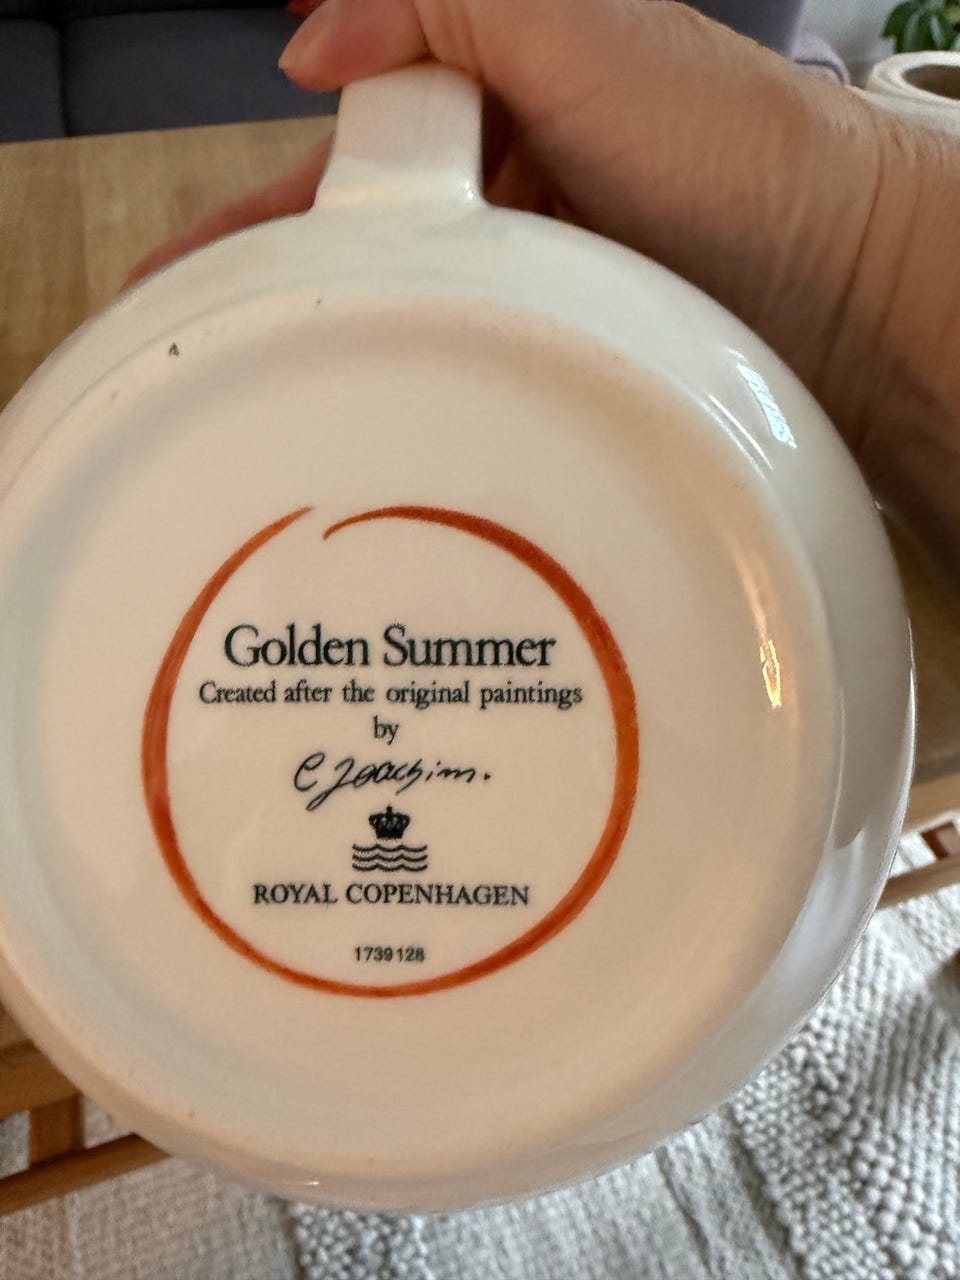 Golden Summer
Created after the original paintings
by
C Joachim.
ROYAL COPENHAGEN
1739128